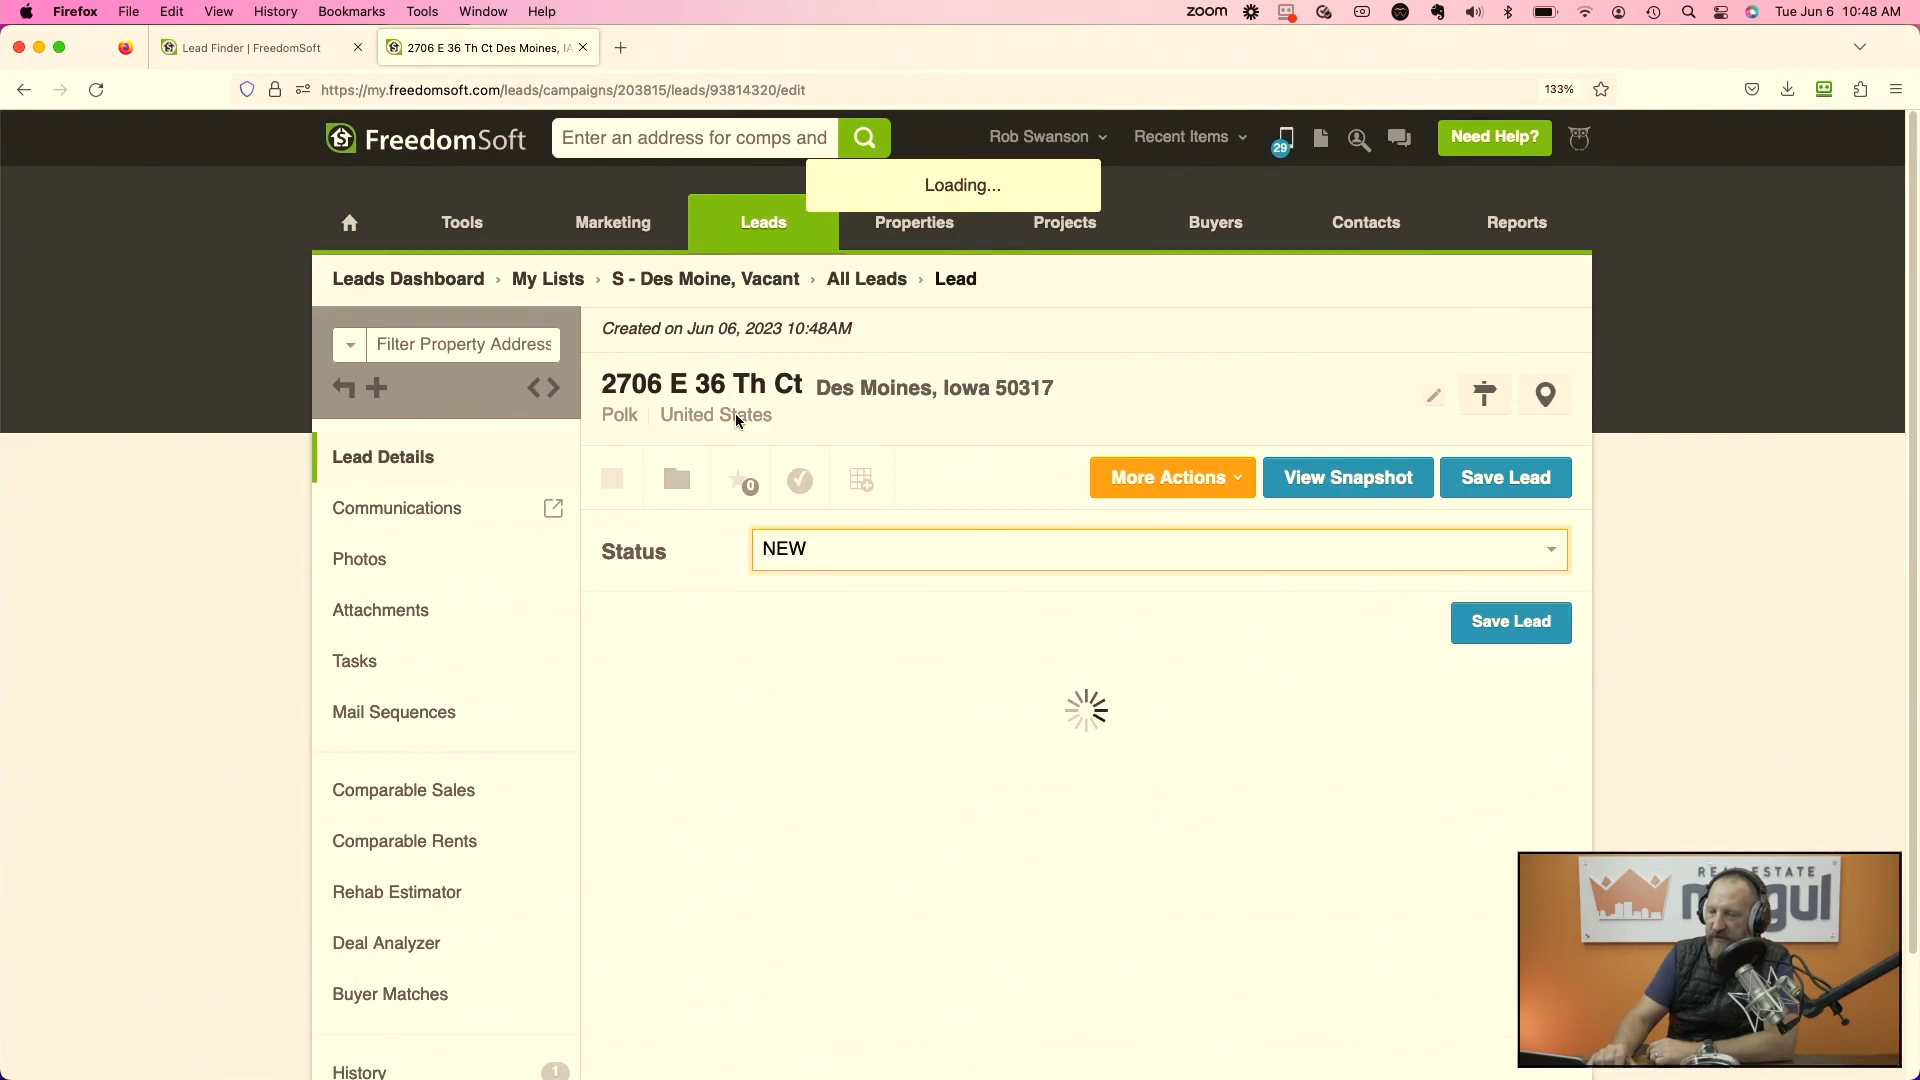 Firefox File Edit View History Bookmarks Tools Window Help zoom Tue Jun 6 10:48 AM
Lead Finder | FreedomSoft
2706 E 36 Th Ct Des Moines, IA
https://my.freedomsoft.com/leads/campaigns/203815/leads/93814320/edit 133%
FreedomSoft
Enter an address for comps and
Rob Swanson
Recent Items
29
Need Help?
Loading...
Tools Marketing Leads Properties Projects Buyers Contacts Reports
Leads Dashboard › My Lists › S - Des Moine, Vacant › All Leads › Lead
Filter Property Address
Created on Jun 06, 2023 10:48AM
2706 E 36 Th Ct Des Moines, Iowa 50317
Polk United States
0
More Actions
View Snapshot
Save Lead
Status
NEW
Save Lead
Lead Details
Communications
Photos
Attachments
Tasks
Mail Sequences
Comparable Sales
Comparable Rents
Rehab Estimator
Deal Analyzer
Buyer Matches
History 1
REAL ESTATE
mogul